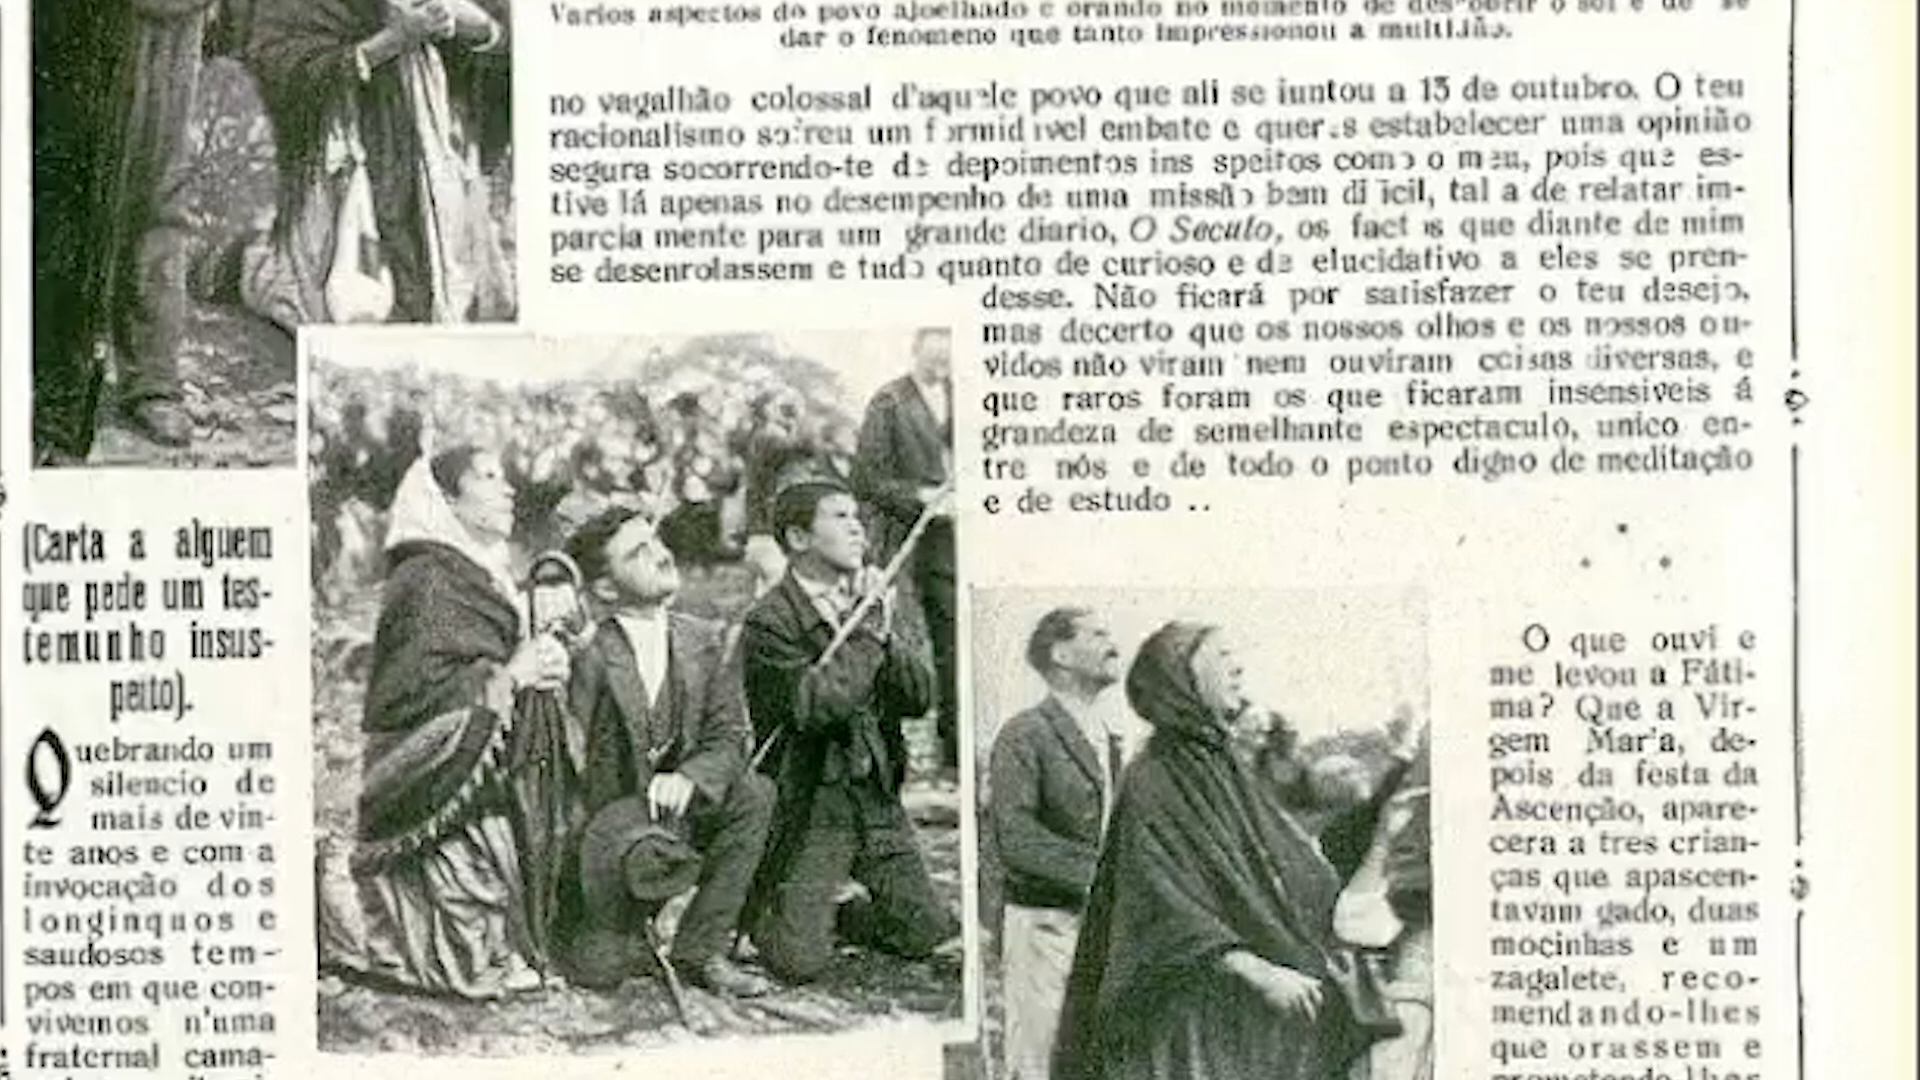 Varios aspectos do povo ajoelhado e orando no momento de descobrir o sol e de se
dar o fenomeno que tanto impressionou a multidão.
(Carta a alguem
que pede um tes-
temunho insus-
peito).
Quebrando um
silencio de
mais de vin-
te anos e com a
invocação dos
longinquos e
saudosos tem-
pos em que con-
vivemos n'uma
fraternal cama-
no vagalhão colossal d'aquele povo que ali se juntou a 13 de outubro. O teu
racionalismo sofreu um formidavel embate e queres estabelecer uma opinião
segura socorrendo-te de depoimentos insuspeitos como o meu, pois que es-
tive lá apenas no desempenho de uma missão bem dificil, tal a de relatar im-
parcialmente para um grande diario, O Seculo, os factos que diante de mim
se desenrolassem e tudo quanto de curioso e de elucidativo a eles se pren-
desse. Não ficará por satisfazer o teu desejo,
mas decerto que os nossos olhos e os nossos ou-
vidos não viram nem ouviram coisas diversas, e
que raros foram os que ficaram insensiveis á
grandeza de semelhante espectaculo, unico en-
tre nós e de todo o ponto digno de meditação
e de estudo ..
O que ouvi e
me levou a Fáti-
ma? Que a Vir-
gem Maria, de-
pois da festa da
Ascenção, apare-
cera a tres crian-
ças que apascen-
tavam gado, duas
mocinhas e um
zagalete, reco-
mendando-lhes
que orassem e
prometendo-lhes